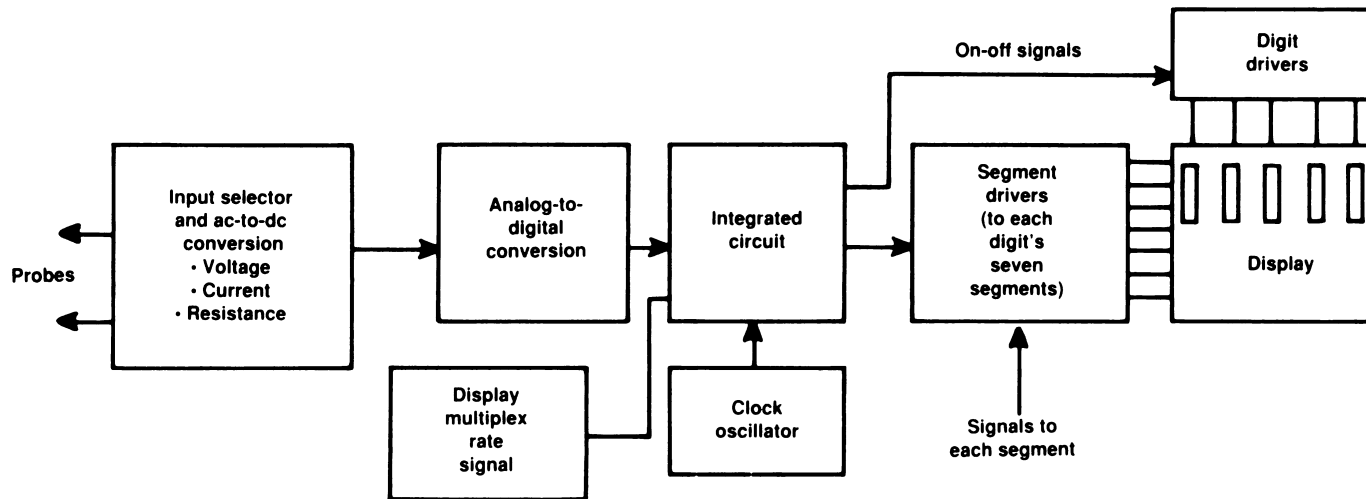 Probes
Input selector
and ac-to-dc
conversion
• Voltage
• Current
• Resistance
Analog-to-
digital
conversion
Display
multiplex
rate
signal
Integrated
circuit
Clock
oscillator
On-off signals
Segment
drivers
(to each
digit's
seven
segments)
Signals to
each segment
Digit
drivers
Display